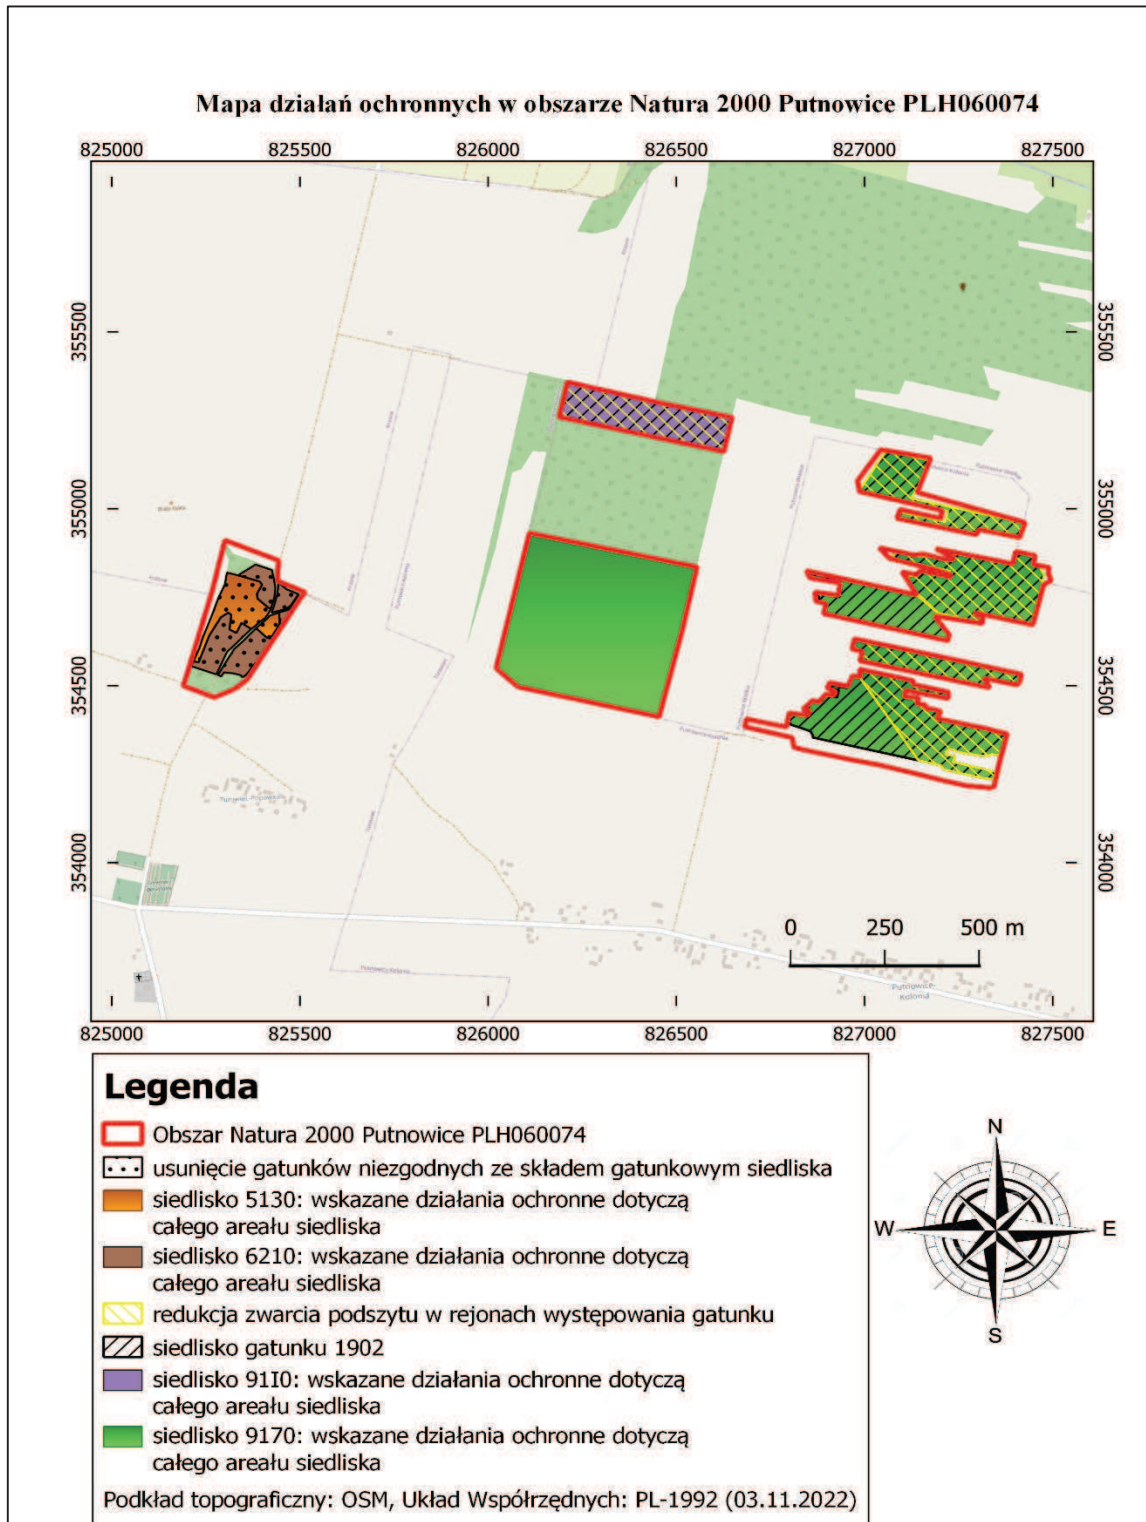 Mapa działań ochronnych w obszarze Natura 2000 Putnowice PLH060074
825000 825500 826000 826500 827000 827500
355500 355500
355000 355000
354500 354500
354000 354000
0 250 500 m
Putnowice-
Kolonia
825000 825500 826000 826500 827000 827500
Legenda
Obszar Natura 2000 Putnowice PLH060074
usunięcie gatunków niezgodnych ze składem gatunkowym siedliska
siedlisko 5130: wskazane działania ochronne dotyczą
całego areału siedliska
siedlisko 6210: wskazane działania ochronne dotyczą
całego areału siedliska
redukcja zwarcia podszytu w rejonach występowania gatunku
siedlisko gatunku 1902
siedlisko 91I0: wskazane działania ochronne dotyczą
całego areału siedliska
siedlisko 9170: wskazane działania ochronne dotyczą
całego areału siedliska
Podkład topograficzny: OSM, Układ Współrzędnych: PL-1992 (03.11.2022)
N
W E
S